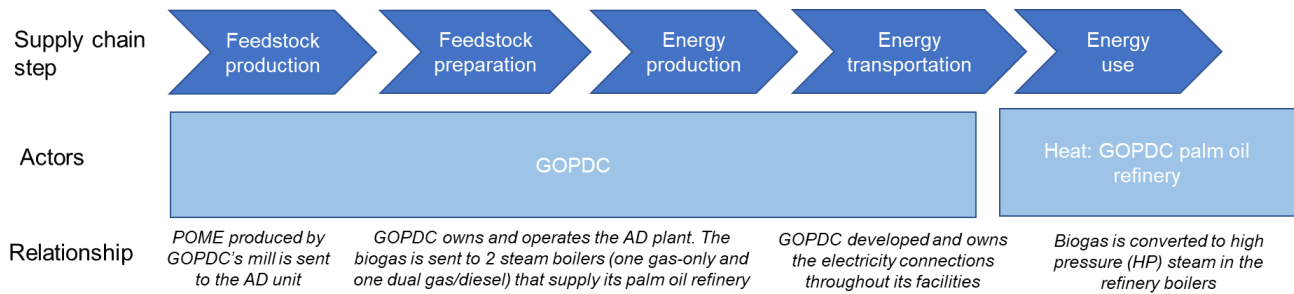 Supply chain
step
Feedstock
production
Feedstock
preparation
Energy
production
Energy
transportation
Energy
use
Actors
GOPDC
Heat: GOPDC palm oil
refinery
Relationship
POME produced by
GOPDC's mill is sent
to the AD unit
GOPDC owns and operates the AD plant. The
biogas is sent to 2 steam boilers (one gas-only and
one dual gas/diesel) that supply its palm oil refinery
GOPDC developed and owns
the electricity connections
throughout its facilities
Biogas is converted to high
pressure (HP) steam in the
refinery boilers